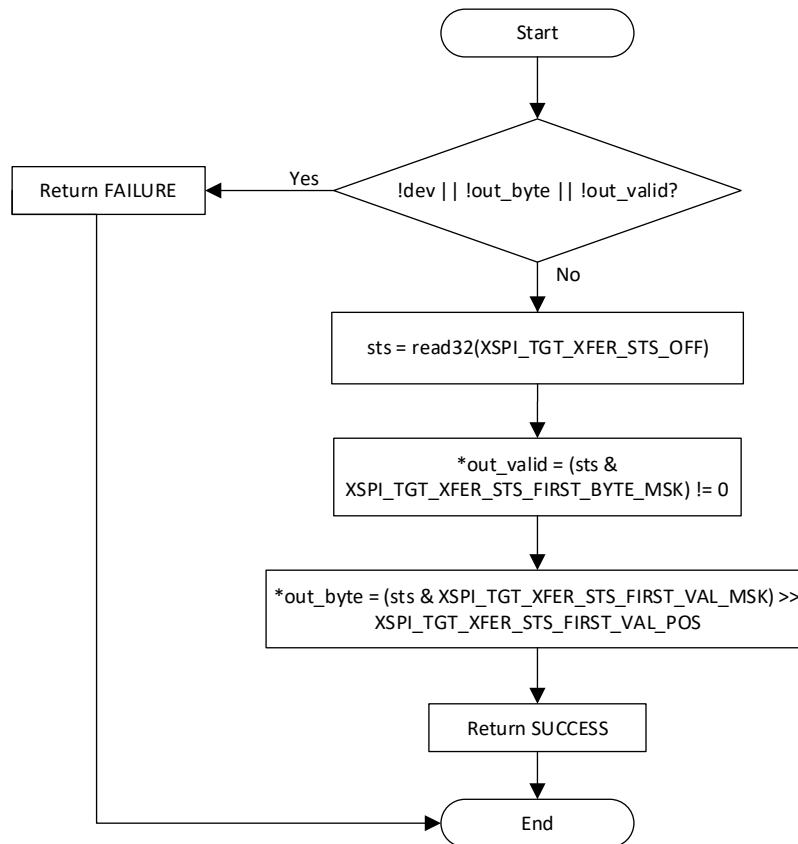 Start
!dev || !out_byte || !out_valid?
Yes
Return FAILURE
No
sts = read32(XSPI_TGT_XFER_STS_OFF)
*out_valid = (sts &
XSPI_TGT_XFER_STS_FIRST_BYTE_MSK) != 0
*out_byte = (sts & XSPI_TGT_XFER_STS_FIRST_VAL_MSK) >>
XSPI_TGT_XFER_STS_FIRST_VAL_POS
Return SUCCESS
End